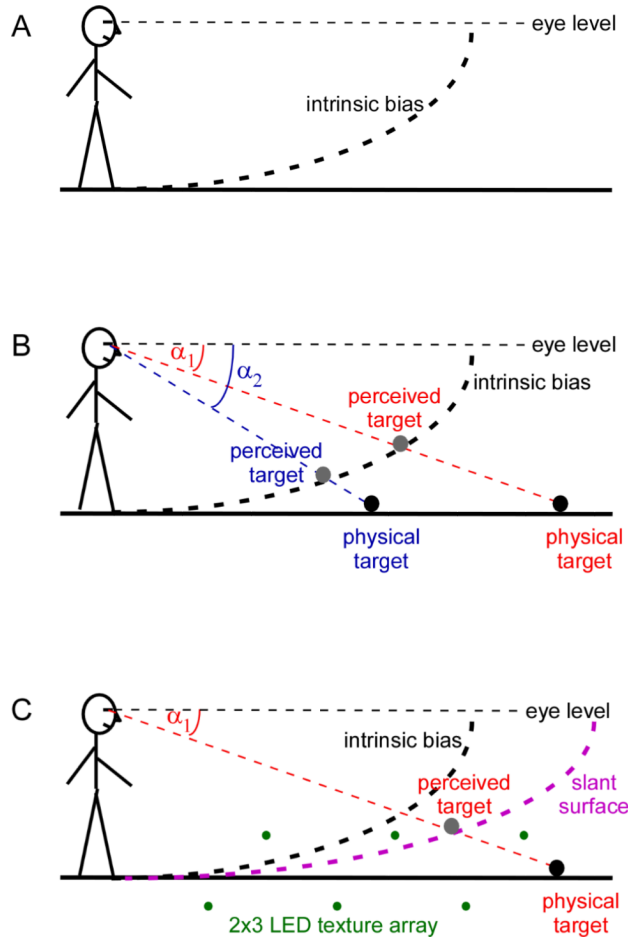 A
eye level
intrinsic bias
B
eye level
α1
α2
intrinsic bias
perceived
target
perceived
target
physical
target
physical
target
C
eye level
α1
intrinsic bias
perceived
target
slant
surface
physical
target
2x3 LED texture array